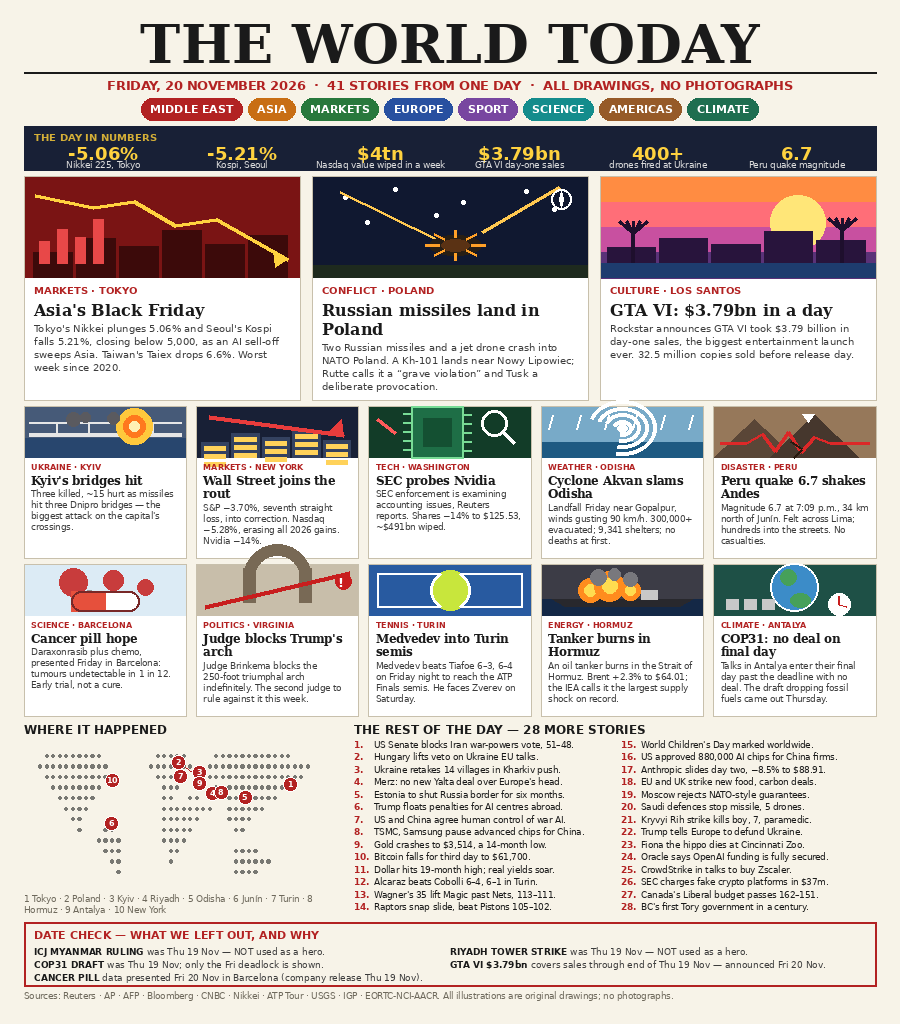 THE WORLD TODAY
FRIDAY, 20 NOVEMBER 2026 · 41 STORIES FROM ONE DAY · ALL DRAWINGS, NO PHOTOGRAPHS
MIDDLE EAST ASIA MARKETS EUROPE SPORT SCIENCE AMERICAS CLIMATE
THE DAY IN NUMBERS
-5.06%
Nikkei 225, Tokyo
-5.21%
Kospi, Seoul
$4tn
Nasdaq value wiped in a week
$3.79bn
GTA VI day-one sales
400+
drones fired at Ukraine
6.7
Peru quake magnitude
MARKETS · TOKYO
Asia's Black Friday
Tokyo's Nikkei plunges 5.06% and Seoul's Kospi
falls 5.21%, closing below 5,000, as an AI sell-off
sweeps Asia. Taiwan's Taiex drops 6.6%. Worst
week since 2020.
CONFLICT · POLAND
Russian missiles land in
Poland
Two Russian missiles and a jet drone crash into
NATO Poland. A Kh-101 lands near Nowy Lipowiec;
Rutte calls it a “grave violation” and Tusk a
deliberate provocation.
CULTURE · LOS SANTOS
GTA VI: $3.79bn in a day
Rockstar announces GTA VI took $3.79 billion in
day-one sales, the biggest entertainment launch
ever. 32.5 million copies sold before release day.
UKRAINE · KYIV
Kyiv's bridges hit
Three killed, ~15 hurt as missiles
hit three Dnipro bridges — the
biggest attack on the capital's
crossings.
MARKETS · NEW YORK
Wall Street joins the
rout
S&P −3.70%, seventh straight
loss, into correction. Nasdaq
−5.28%, erasing all 2026 gains.
Nvidia −14%.
TECH · WASHINGTON
SEC probes Nvidia
SEC enforcement is examining
accounting issues, Reuters
reports. Shares −14% to $125.53,
~$491bn wiped.
WEATHER · ODISHA
Cyclone Akvan slams
Odisha
Landfall Friday near Gopalpur,
winds gusting 90 km/h. 300,000+
evacuated; 9,341 shelters; no
deaths at first.
DISASTER · PERU
Peru quake 6.7 shakes
Andes
Magnitude 6.7 at 7:09 p.m., 34 km
north of Junín. Felt across Lima;
hundreds into the streets. No
casualties.
SCIENCE · BARCELONA
Cancer pill hope
Daraxonrasib plus chemo,
presented Friday in Barcelona:
tumours undetectable in 1 in 12.
Early trial, not a cure.
!
POLITICS · VIRGINIA
Judge blocks Trump's
arch
Judge Brinkema blocks the
250-foot triumphal arch
indefinitely. The second judge to
rule against it this week.
TENNIS · TURIN
Medvedev into Turin
semis
Medvedev beats Tiafoe 6–3, 6–4
on Friday night to reach the ATP
Finals semis. He faces Zverev on
Saturday.
ENERGY · HORMUZ
Tanker burns in
Hormuz
An oil tanker burns in the Strait of
Hormuz. Brent +2.3% to $64.01;
the IEA calls it the largest supply
shock on record.
CLIMATE · ANTALYA
COP31: no deal on
final day
Talks in Antalya enter their final
day past the deadline with no
deal. The draft dropping fossil
fuels came out Thursday.
WHERE IT HAPPENED
2
3
7
10
9
1
4
8
5
6
1 Tokyo · 2 Poland · 3 Kyiv · 4 Riyadh · 5 Odisha · 6 Junín · 7 Turin · 8
Hormuz · 9 Antalya · 10 New York
THE REST OF THE DAY — 28 MORE STORIES
1. US Senate blocks Iran war-powers vote, 51–48.
2. Hungary lifts veto on Ukraine EU talks.
3. Ukraine retakes 14 villages in Kharkiv push.
4. Merz: no new Yalta deal over Europe's head.
5. Estonia to shut Russia border for six months.
6. Trump floats penalties for AI centres abroad.
7. US and China agree human control of war AI.
8. TSMC, Samsung pause advanced chips for China.
9. Gold crashes to $3,514, a 14-month low.
10. Bitcoin falls for third day to $61,700.
11. Dollar hits 19-month high; real yields soar.
12. Alcaraz beats Cobolli 6–4, 6–1 in Turin.
13. Wagner's 35 lift Magic past Nets, 113–111.
14. Raptors snap slide, beat Pistons 105–102.
15. World Children's Day marked worldwide.
16. US approved 880,000 AI chips for China firms.
17. Anthropic slides day two, −8.5% to $88.91.
18. EU and UK strike new food, carbon deals.
19. Moscow rejects NATO-style guarantees.
20. Saudi defences stop missile, 5 drones.
21. Kryvyi Rih strike kills boy, 7, paramedic.
22. Trump tells Europe to defund Ukraine.
23. Fiona the hippo dies at Cincinnati Zoo.
24. Oracle says OpenAI funding is fully secured.
25. CrowdStrike in talks to buy Zscaler.
26. SEC charges fake crypto platforms in $37m.
27. Canada's Liberal budget passes 162–151.
28. BC's first Tory government in a century.
DATE CHECK — WHAT WE LEFT OUT, AND WHY
ICJ MYANMAR RULING was Thu 19 Nov — NOT used as a hero.
COP31 DRAFT was Thu 19 Nov; only the Fri deadlock is shown.
CANCER PILL data presented Fri 20 Nov in Barcelona (company release Thu 19 Nov).
RIYADH TOWER STRIKE was Thu 19 Nov — NOT used as a hero.
GTA VI $3.79bn covers sales through end of Thu 19 Nov — announced Fri 20 Nov.
Sources: Reuters · AP · AFP · Bloomberg · CNBC · Nikkei · ATP Tour · USGS · IGP · EORTC-NCI-AACR. All illustrations are original drawings; no photographs.